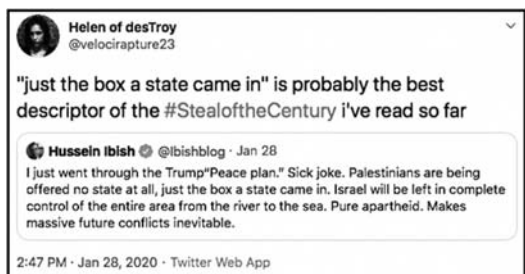 Helen of desTroy
@velocirapture23
"just the box a state came in" is probably the best
descriptor of the #StealoftheCentury i've read so far
Hussein Ibish @Ibishblog · Jan 28
I just went through the Trump"Peace plan." Sick joke. Palestinians are being
offered no state at all, just the box a state came in. Israel will be left in complete
control of the entire area from the river to the sea. Pure apartheid. Makes
massive future conflicts inevitable.
2:47 PM · Jan 28, 2020 · Twitter Web App